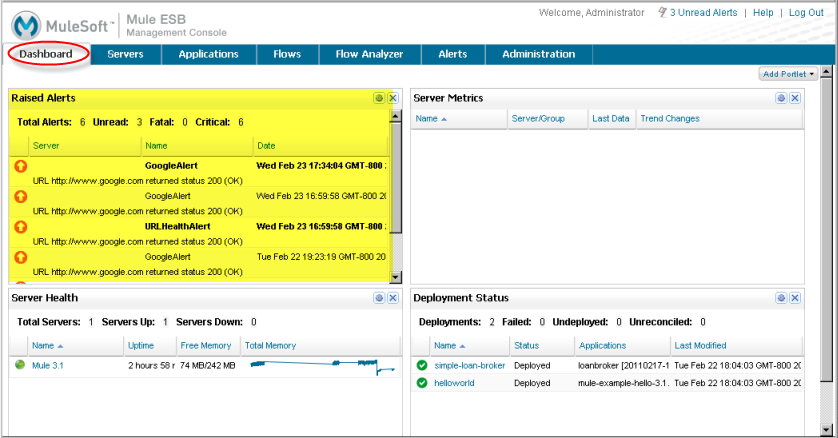 MuleSoft™ Mule ESB Management Console
Welcome, Administrator 3 Unread Alerts | Help | Log Out
Dashboard Servers Applications Flows Flow Analyzer Alerts Administration
Add Portlet
Raised Alerts
Total Alerts: 6 Unread: 3 Fatal: 0 Critical: 6
Server Name Date
GoogleAlert Wed Feb 23 17:34:04 GMT-800
URL http://www.google.com returned status 200 (OK)
GoogleAlert Wed Feb 23 16:59:58 GMT-800 20
URL http://www.google.com returned status 200 (OK)
URLHealthAlert Wed Feb 23 16:59:58 GMT-800
URL http://www.google.com returned status 200 (OK)
GoogleAlert Tue Feb 22 19:23:19 GMT-800 20
URL http://www.google.com returned status 200 (OK)
Server Metrics
Name Server/Group Last Data Trend Changes
Server Health
Total Servers: 1 Servers Up: 1 Servers Down: 0
Name Uptime Free Memory Total Memory
Mule 3.1 2 hours 58 74 MB/242 MB
Deployment Status
Deployments: 2 Failed: 0 Undeployed: 0 Unreconciled: 0
Name Status Applications Last Modified
simple-loan-broker Deployed loanbroker [20110217-1 Tue Feb 22 18:04:03 GMT-800 20
helloworld Deployed mule-example-hello-3.1. Tue Feb 22 18:04:03 GMT-800 20